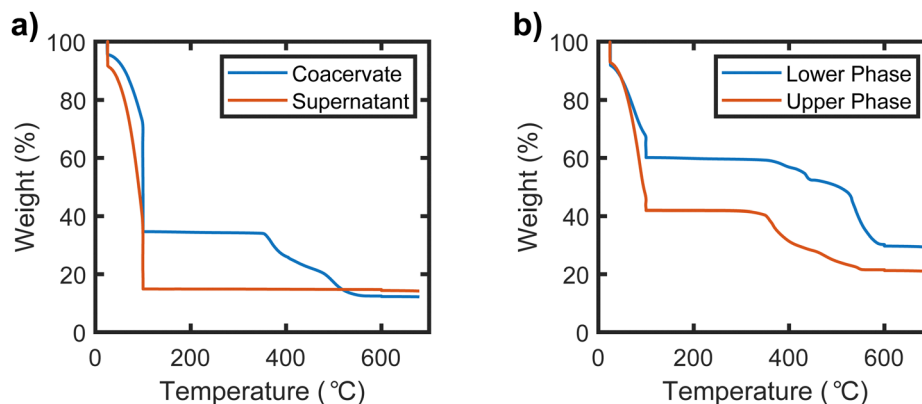 a)
100
80
60
40
20
0
Weight (%)
Coacervate
Supernatant
0 200 400 600
Temperature (°C)
b)
100
80
60
40
20
0
Weight (%)
Lower Phase
Upper Phase
0 200 400 600
Temperature (°C)